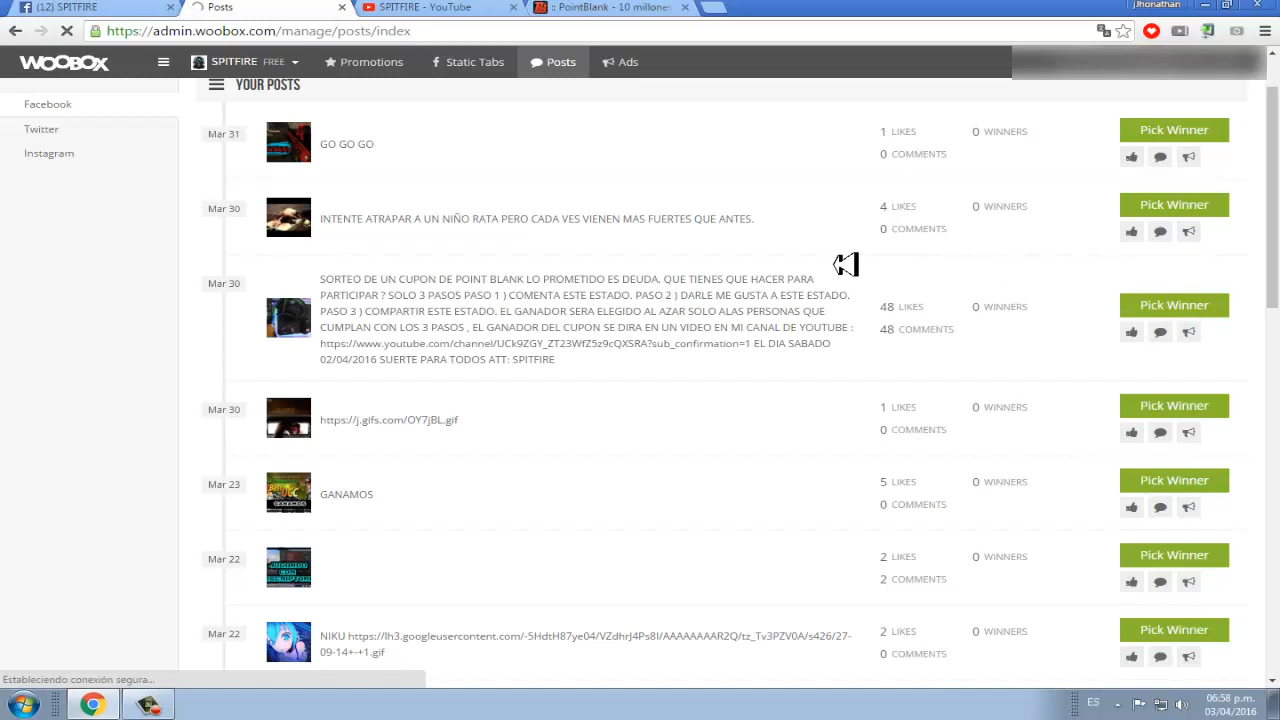 (12) SPITFIRE
Posts
SPITFIRE - YouTube
:: PointBlank - 10 millones
Jhonathan
https://admin.woobox.com/manage/posts/index
WOOBOX
SPITFIRE FREE
Promotions
Static Tabs
Posts
Ads
YOUR POSTS
Facebook
Twitter
Instagram
Mar 31
GO GO GO
1 LIKES
0 WINNERS
0 COMMENTS
Pick Winner
Mar 30
INTENTE ATRAPAR A UN NIÑO RATA PERO CADA VES VIENEN MAS FUERTES QUE ANTES.
4 LIKES
0 WINNERS
0 COMMENTS
Pick Winner
Mar 30
SORTEO DE UN CUPON DE POINT BLANK LO PROMETIDO ES DEUDA, QUE TIENES QUE HACER PARA
PARTICIPAR ? SOLO 3 PASOS PASO 1 ) COMENTA ESTE ESTADO. PASO 2 ) DARLE ME GUSTA A ESTE ESTADO.
PASO 3 ) COMPARTIR ESTE ESTADO. EL GANADOR SERA ELEGIDO AL AZAR SOLO ALAS PERSONAS QUE
CUMPLAN CON LOS 3 PASOS , EL GANADOR DEL CUPON SE DIRA EN UN VIDEO EN MI CANAL DE YOUTUBE :
https://www.youtube.com/channel/UCk9ZGY_ZT23WfZ5z9cQXSRA?sub_confirmation=1 EL DIA SABADO
02/04/2016 SUERTE PARA TODOS ATT: SPITFIRE
48 LIKES
0 WINNERS
48 COMMENTS
Pick Winner
Mar 30
https://j.gifs.com/OY7jBL.gif
1 LIKES
0 WINNERS
0 COMMENTS
Pick Winner
Mar 23
GANAMOS
GANAMOS
5 LIKES
0 WINNERS
0 COMMENTS
Pick Winner
Mar 22
JUGANDO
CON
2 LIKES
0 WINNERS
2 COMMENTS
Pick Winner
Mar 22
NIKU https://lh3.googleusercontent.com/-5HdtH87ye04/VZdhrJ4Ps8I/AAAAAAAAR2Q/tz_Tv3PZV0A/s426/27-
09-14+-+1.gif
2 LIKES
0 WINNERS
0 COMMENTS
Pick Winner
Estableciendo conexión segura...
ES
06:58 p.m.
03/04/2016